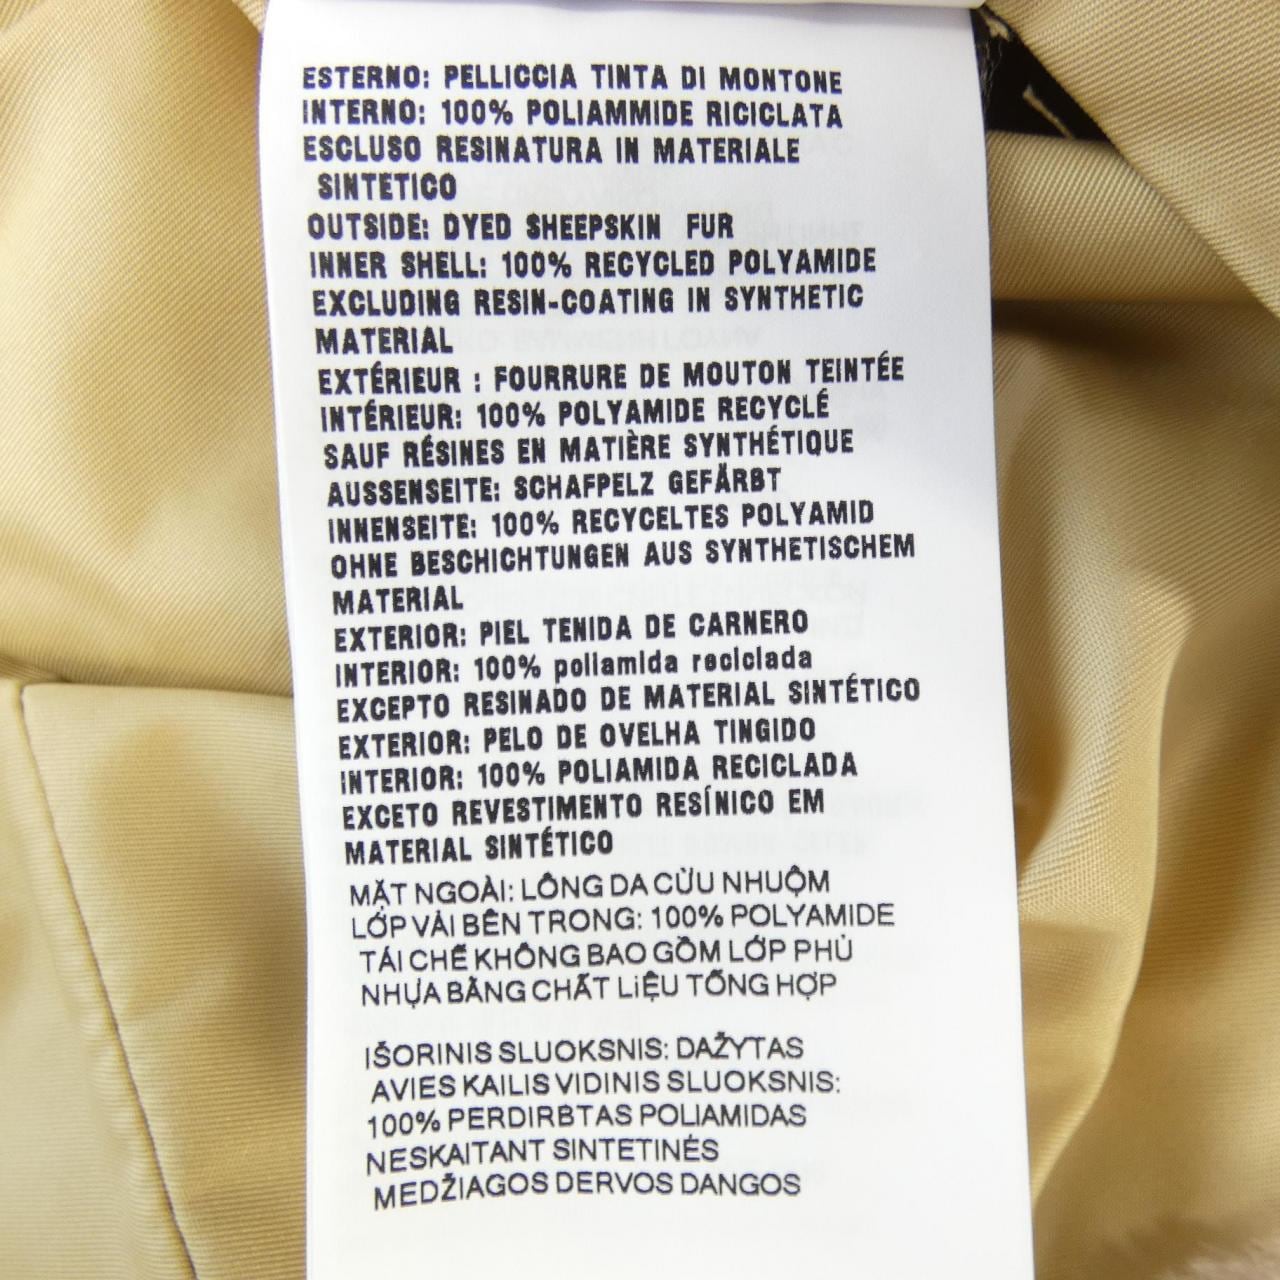 ESTERNO: PELLICCIA TINTA DI MONTONE
INTERNO: 100% POLIAMMIDE RICICLATA
ESCLUSO RESINATURA IN MATERIALE
SINTETICO
OUTSIDE: DYED SHEEPSKIN FUR
INNER SHELL: 100% RECYCLED POLYAMIDE
EXCLUDING RESIN-COATING IN SYNTHETIC
MATERIAL
EXTÉRIEUR : FOURRURE DE MOUTON TEINTÉE
INTÉRIEUR: 100% POLYAMIDE RECYCLÉ
SAUF RÉSINES EN MATIÈRE SYNTHÉTIQUE
AUSSENSEITE: SCHAFPELZ GEFÄRBT
INNENSEITE: 100% RECYCELTES POLYAMID
OHNE BESCHICHTUNGEN AUS SYNTHETISCHEM
MATERIAL
EXTERIOR: PIEL TENIDA DE CARNERO
INTERIOR: 100% poliamida reciclada
EXCEPTO RESINADO DE MATERIAL SINTÉTICO
EXTERIOR: PELO DE OVELHA TINGIDO
INTERIOR: 100% POLIAMIDA RECICLADA
EXCETO REVESTIMENTO RESÍNICO EM
MATERIAL SINTÉTICO
MẶT NGOÀI: LÔNG DA CỪU NHUỘM
LỚP VẢI BÊN TRONG: 100% POLYAMIDE
TÁI CHẾ KHÔNG BAO GỒM LỚP PHỦ
NHỰA BẰNG CHẤT LiỆU TỔNG HỢP
IŠORINIS SLUOKSNIS: DAŽYTAS
AVIES KAILIS VIDINIS SLUOKSNIS:
100% PERDIRBTAS POLIAMIDAS
NESKAITANT SINTETINĖS
MEDŽIAGOS DERVOS DANGOS